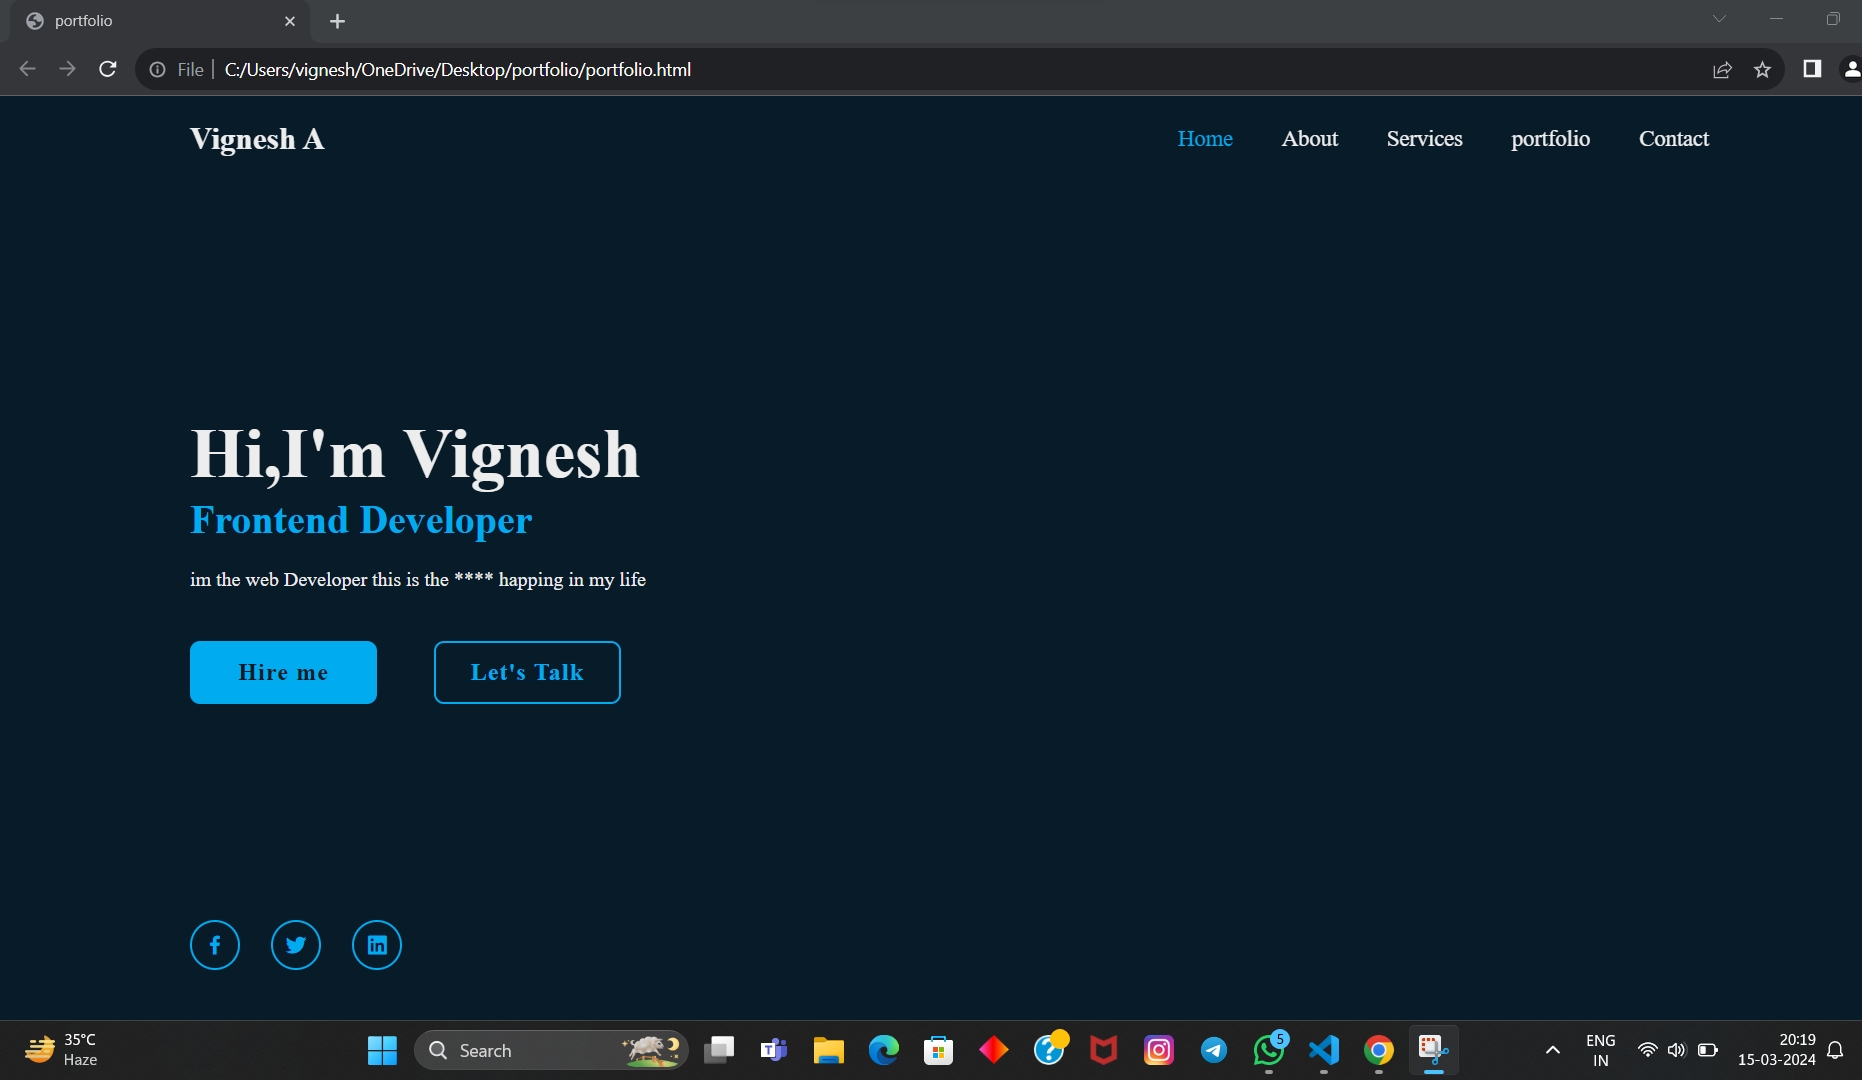 portfolio
File | C:/Users/vignesh/OneDrive/Desktop/portfolio/portfolio.html
Vignesh A
Home About Services portfolio Contact
Hi,I'm Vignesh
Frontend Developer
im the web Developer this is the **** happing in my life
Hire me Let's Talk
35°C
Haze
Search
5
ENG
IN
20:19
15-03-2024